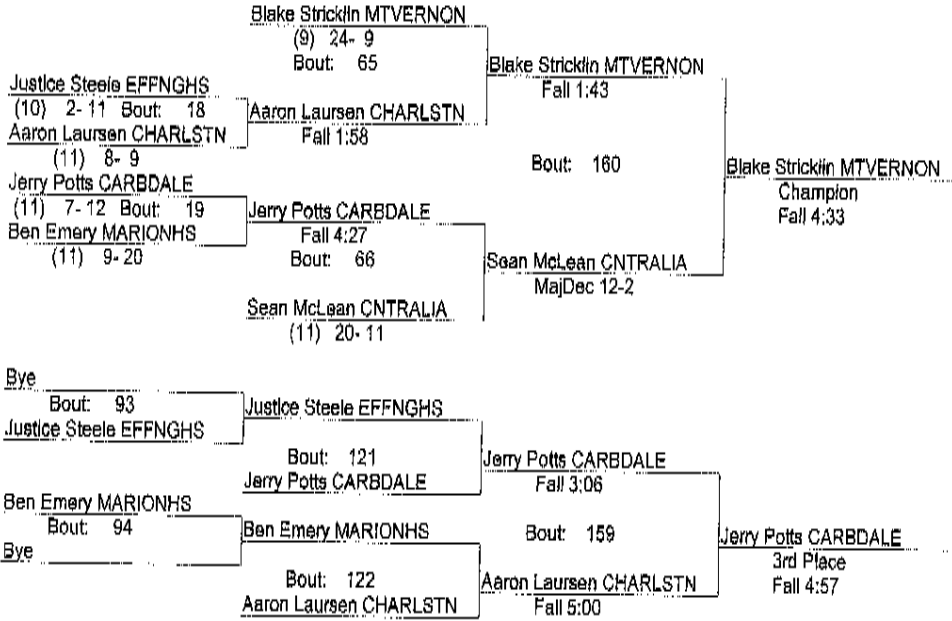 Blake Stricklin MTVERNON
(9) 24- 9
Bout: 65
Blake Stricklin MTVERNON
Fall 1:43
Justice Steele EFFNGHS
(10) 2- 11 Bout: 18
Aaron Laursen CHARLSTN
Fall 1:58
Aaron Laursen CHARLSTN
(11) 8- 9
Bout: 160
Blake Stricklin MTVERNON
Champion
Fall 4:33
Jerry Potts CARBDALE
(11) 7- 12 Bout: 19
Jerry Potts CARBDALE
Fall 4:27
Ben Emery MARIONHS
(11) 9- 20
Bout: 66
Sean McLean CNTRALIA
MajDec 12-2
Sean McLean CNTRALIA
(11) 20- 11
Bye
Bout: 93
Justice Steele EFFNGHS
Justice Steele EFFNGHS
Bout: 121
Jerry Potts CARBDALE
Fall 3:06
Jerry Potts CARBDALE
Ben Emery MARIONHS
Bout: 94
Ben Emery MARIONHS
Bout: 159
Jerry Potts CARBDALE
3rd Place
Fall 4:57
Bye
Bout: 122
Aaron Laursen CHARLSTN
Fall 5:00
Aaron Laursen CHARLSTN